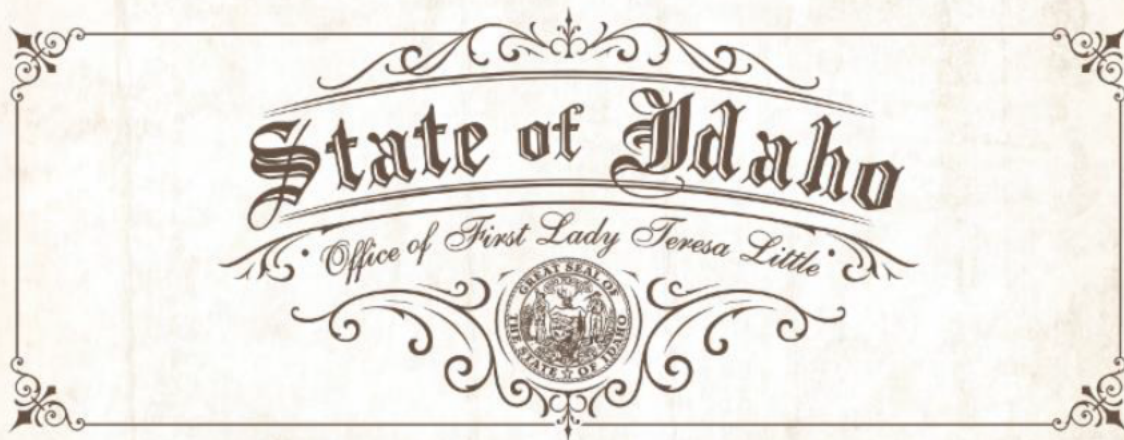 State of Idaho
Office of First Lady Teresa Little
GREAT SEAL OF
THE STATE OF IDAHO